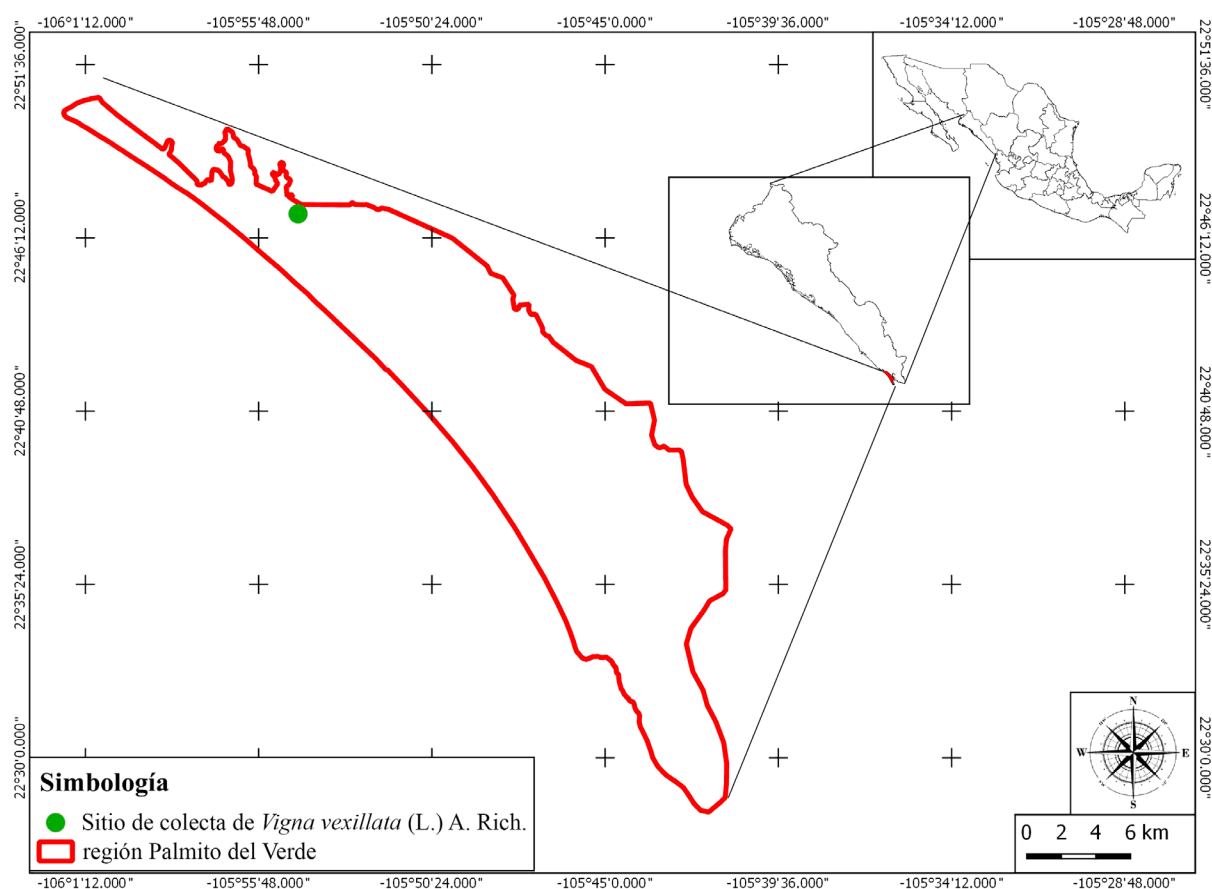 -106°1'12.000" -105°55'48.000" -105°50'24.000" -105°45'0.000" -105°39'36.000" -105°34'12.000" -105°28'48.000"
22°51'36.000"
22°46'12.000"
22°40'48.000"
22°35'24.000"
22°30'0.000"
22°51'36.000"
22°46'12.000"
22°40'48.000"
22°35'24.000"
22°30'0.000"
N
W E
S
Simbología
Sitio de colecta de Vigna vexillata (L.) A. Rich.
región Palmito del Verde
0 2 4 6 km
-106°1'12.000" -105°55'48.000" -105°50'24.000" -105°45'0.000" -105°39'36.000" -105°34'12.000" -105°28'48.000"